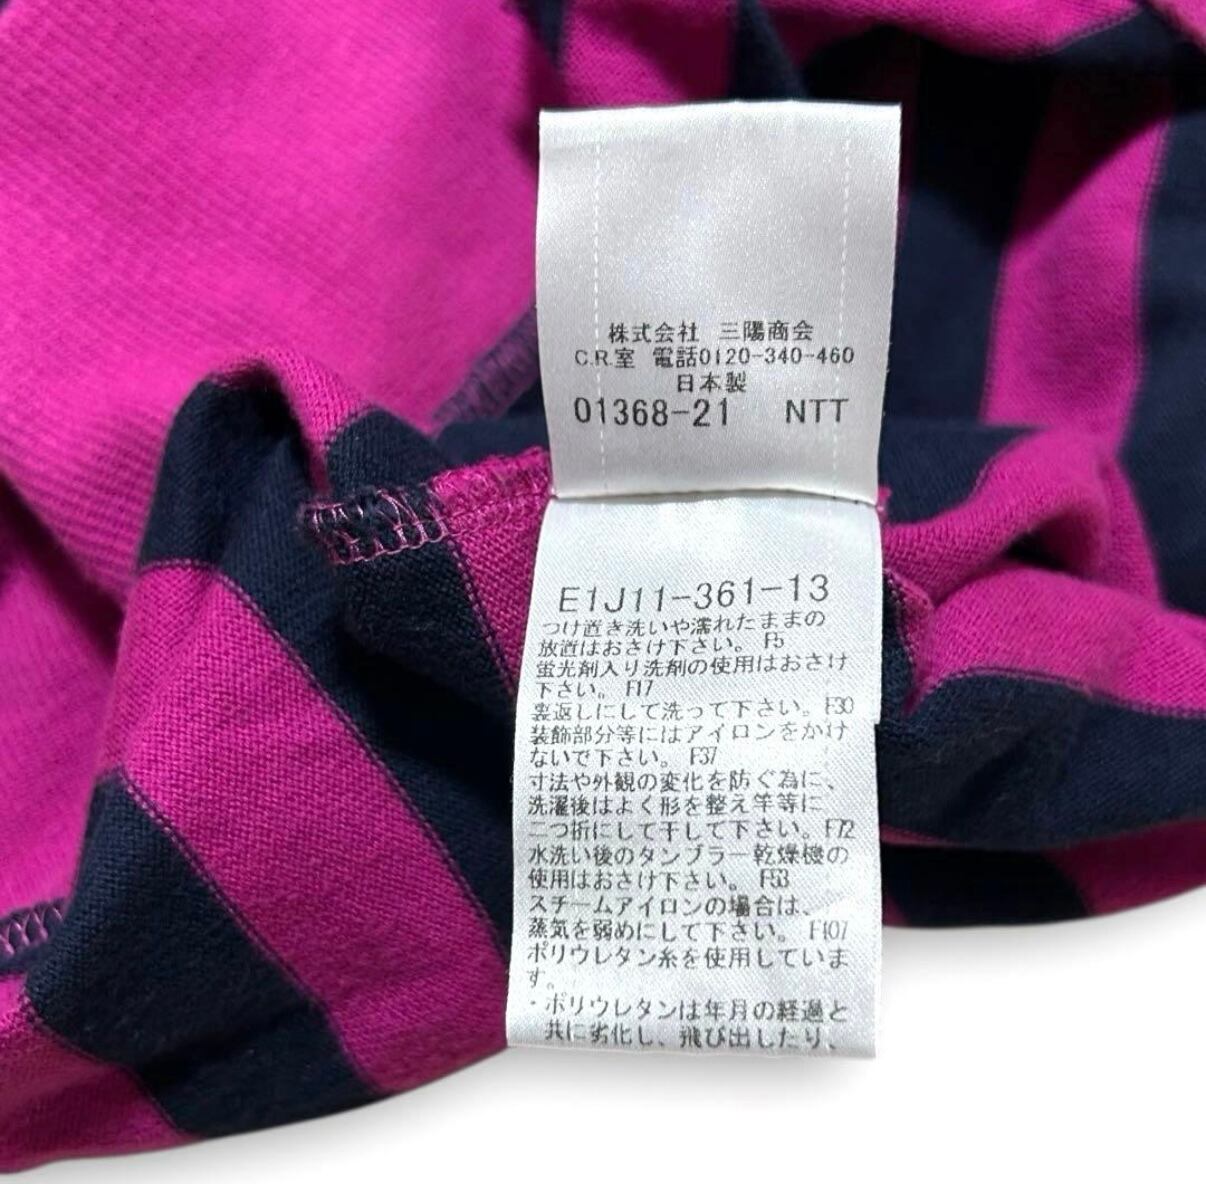 株式会社 三陽商会
C.R.室 電話0120-340-460
日本製
01368-21 NTT
E1J11-361-13
つけ置き洗いや濡れたままの
放置はおさけ下さい。 F5
蛍光剤入り洗剤の使用はおさけ
下さい。 F17
裏返しにして洗って下さい。F30
装飾部分等にはアイロンをかけ
ないで下さい。 F37
寸法や外観の変化を防ぐ為に、
洗濯後はよく形を整え竿等に
二つ折にして干して下さい。F72
水洗い後のタンブラー乾燥機の
使用はおさけ下さい。 F53
スチームアイロンの場合は、
蒸気を弱めにして下さい。 F107
ポリウレタン糸を使用していま
す。
・ポリウレタンは年月の経過と
共に劣化し、飛び出したり、